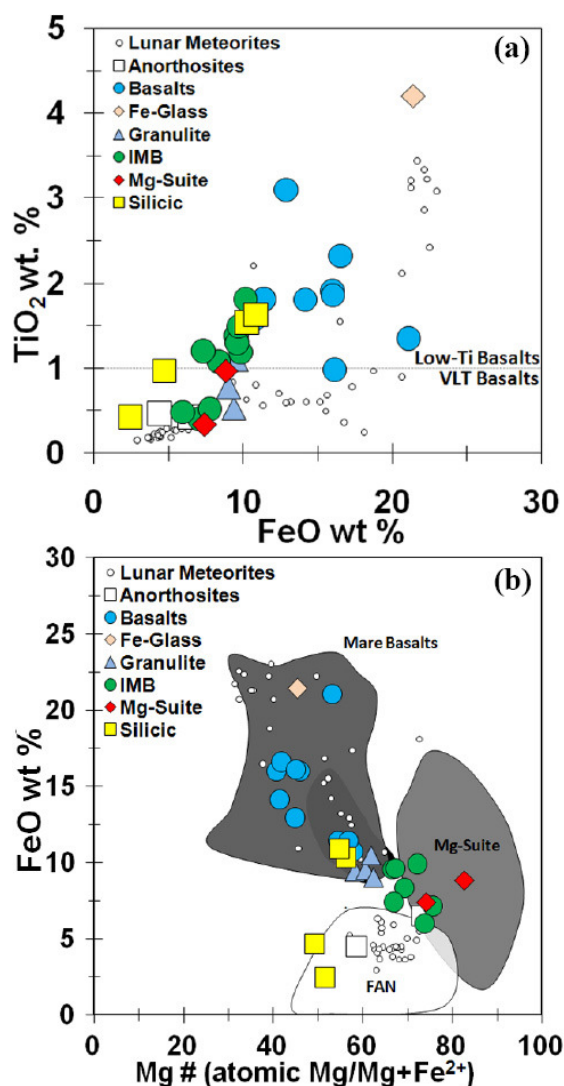 (a)
Lunar Meteorites
Anorthosites
Basalts
Fe-Glass
Granulite
IMB
Mg-Suite
Silicic
5
4
3
2
1
0
TiO2 wt. %
Low-Ti Basalts
VLT Basalts
0 10 20 30
FeO wt %
(b)
Lunar Meteorites
Anorthosites
Basalts
Fe-Glass
Granulite
IMB
Mg-Suite
Silicic
Mare Basalts
Mg-Suite
FAN
30
25
20
15
10
5
0
FeO wt %
0 20 40 60 80 100
Mg # (atomic Mg/Mg+Fe2+)